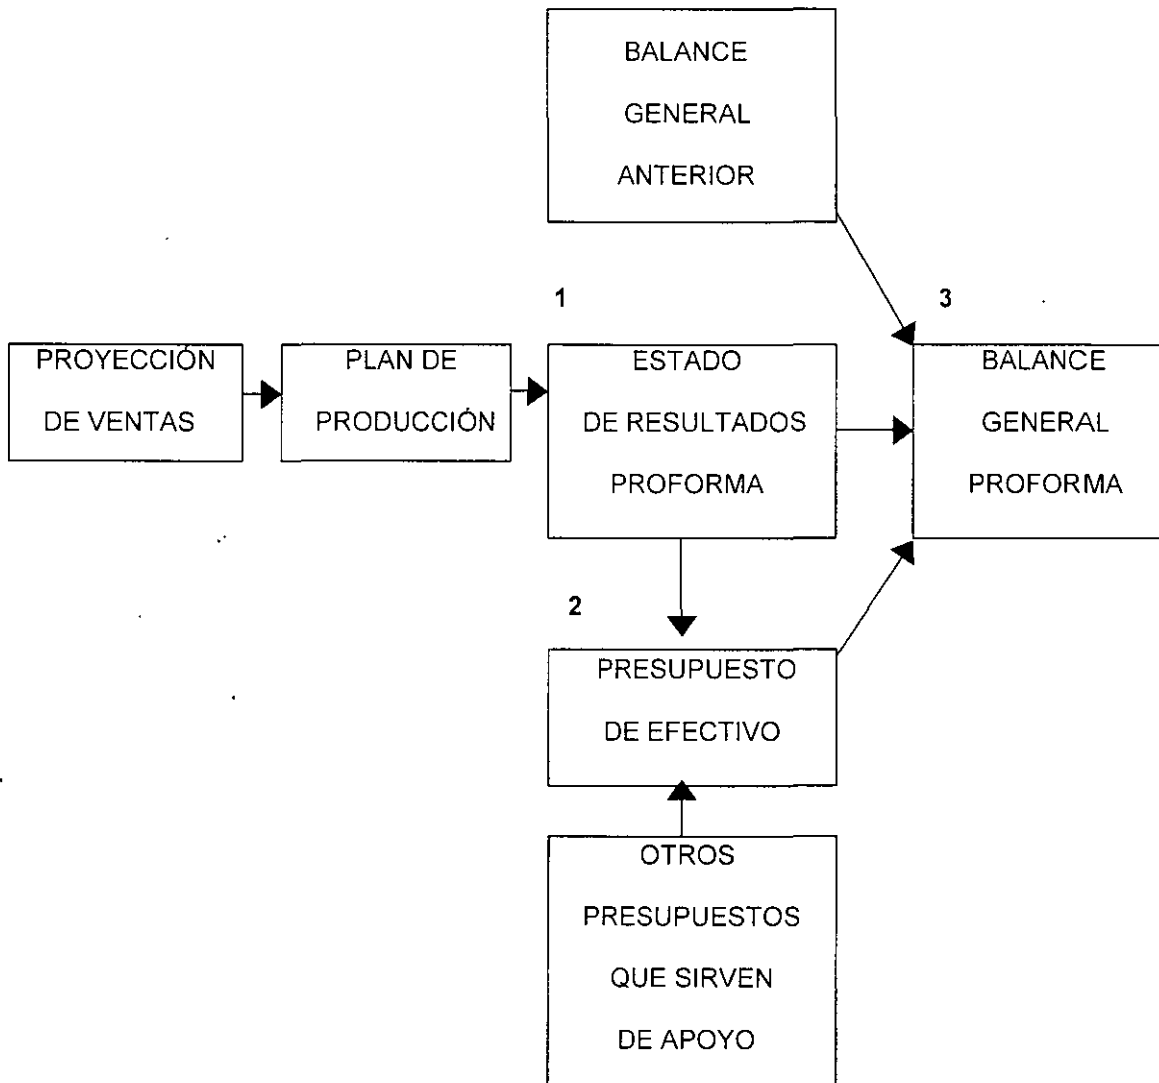 BALANCE
GENERAL
ANTERIOR
1
3
PROYECCIÓN
DE VENTAS
PLAN DE
PRODUCCIÓN
ESTADO
DE RESULTADOS
PROFORMA
BALANCE
GENERAL
PROFORMA
2
PRESUPUESTO
DE EFECTIVO
OTROS
PRESUPUESTOS
QUE SIRVEN
DE APOYO